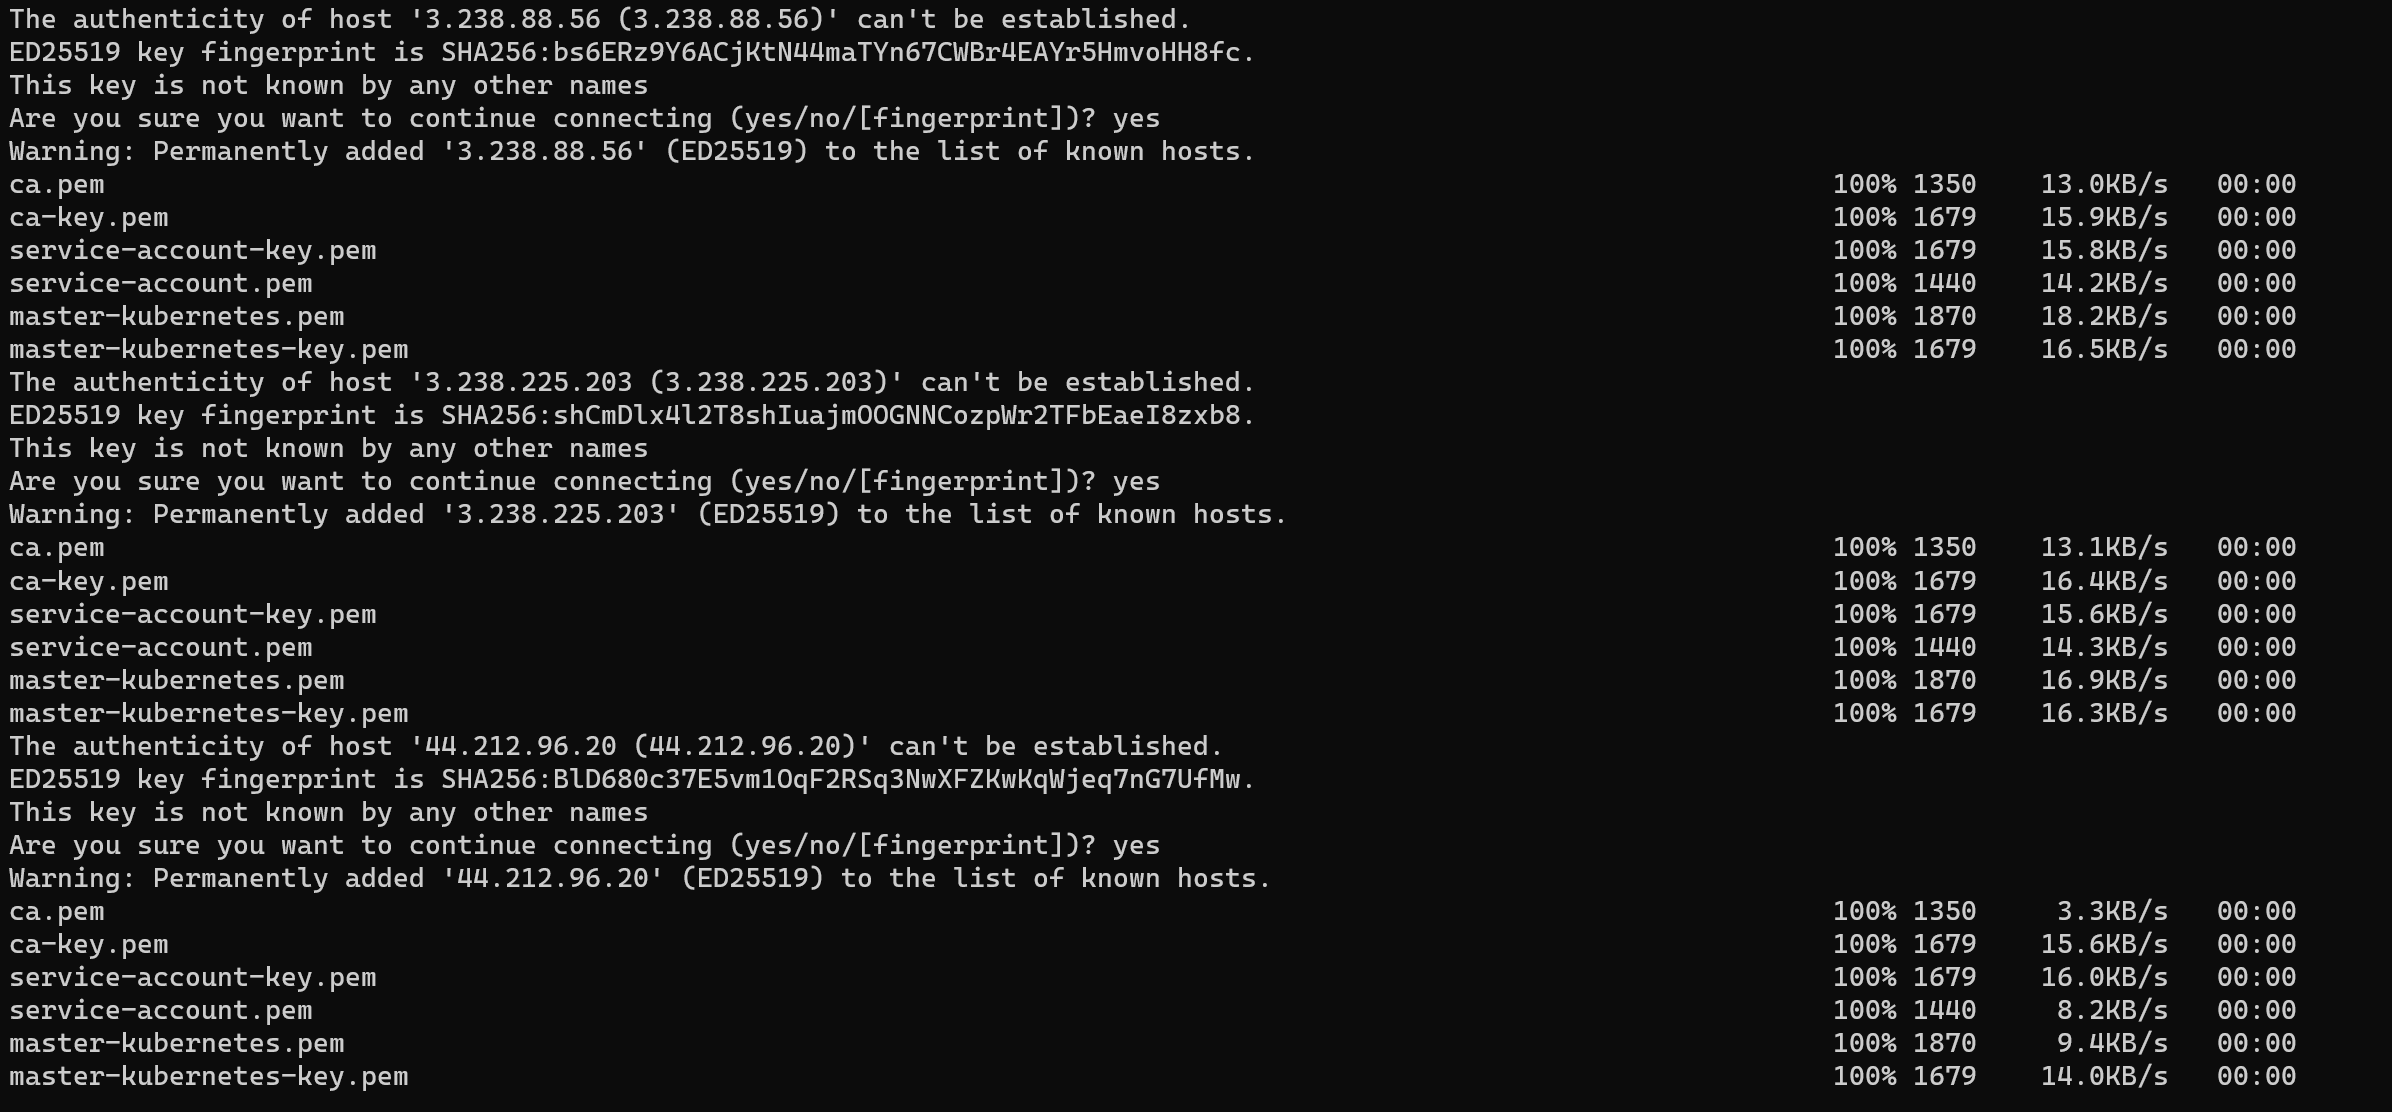 The authenticity of host '3.238.88.56 (3.238.88.56)' can't be established.
ED25519 key fingerprint is SHA256:bs6ERz9Y6ACjKtN44maTYn67CWBr4EAYr5HmvoHH8fc.
This key is not known by any other names
Are you sure you want to continue connecting (yes/no/[fingerprint])? yes
Warning: Permanently added '3.238.88.56' (ED25519) to the list of known hosts.
ca.pem 100% 1350 13.0KB/s 00:00
ca-key.pem 100% 1679 15.9KB/s 00:00
service-account-key.pem 100% 1679 15.8KB/s 00:00
service-account.pem 100% 1440 14.2KB/s 00:00
master-kubernetes.pem 100% 1870 18.2KB/s 00:00
master-kubernetes-key.pem 100% 1679 16.5KB/s 00:00
The authenticity of host '3.238.225.203 (3.238.225.203)' can't be established.
ED25519 key fingerprint is SHA256:shCmDlx4l2T8shIuajmOOGNNCozpWr2TFbEaeI8zxb8.
This key is not known by any other names
Are you sure you want to continue connecting (yes/no/[fingerprint])? yes
Warning: Permanently added '3.238.225.203' (ED25519) to the list of known hosts.
ca.pem 100% 1350 13.1KB/s 00:00
ca-key.pem 100% 1679 16.4KB/s 00:00
service-account-key.pem 100% 1679 15.6KB/s 00:00
service-account.pem 100% 1440 14.3KB/s 00:00
master-kubernetes.pem 100% 1870 16.9KB/s 00:00
master-kubernetes-key.pem 100% 1679 16.3KB/s 00:00
The authenticity of host '44.212.96.20 (44.212.96.20)' can't be established.
ED25519 key fingerprint is SHA256:BlD680c37E5vm1OqF2RSq3NwXFZKwKqWjeq7nG7UfMw.
This key is not known by any other names
Are you sure you want to continue connecting (yes/no/[fingerprint])? yes
Warning: Permanently added '44.212.96.20' (ED25519) to the list of known hosts.
ca.pem 100% 1350 3.3KB/s 00:00
ca-key.pem 100% 1679 15.6KB/s 00:00
service-account-key.pem 100% 1679 16.0KB/s 00:00
service-account.pem 100% 1440 8.2KB/s 00:00
master-kubernetes.pem 100% 1870 9.4KB/s 00:00
master-kubernetes-key.pem 100% 1679 14.0KB/s 00:00